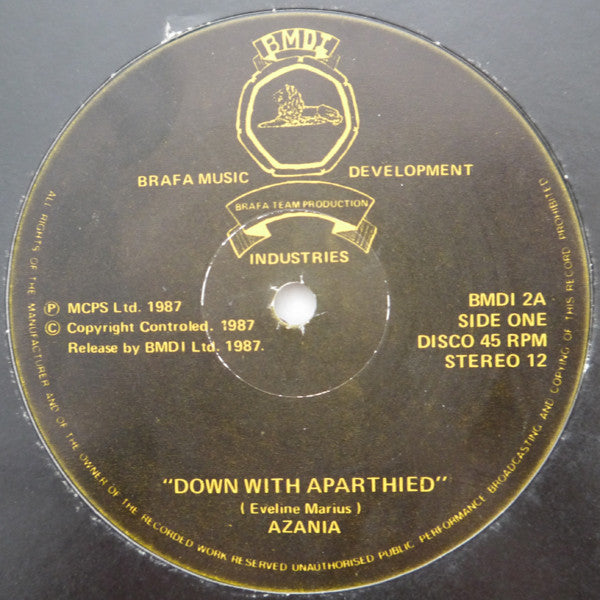 BMDI
BRAFA MUSIC DEVELOPMENT
BRAFA TEAM PRODUCTION
INDUSTRIES
Ⓟ MCPS Ltd. 1987
© Copyright Controled. 1987
Release by BMDI Ltd. 1987.
BMDI 2A
SIDE ONE
DISCO 45 RPM
STEREO 12
"DOWN WITH APARTHIED"
( Eveline Marius )
AZANIA
ALL RIGHTS OF THE MANUFACTURER AND OF THE OWNER OF THE RECORDED WORK RESERVED UNAUTHORISED PUBLIC PERFORMANCE BROADCASTING AND COPYING OF THIS RECORD PROHIBITED